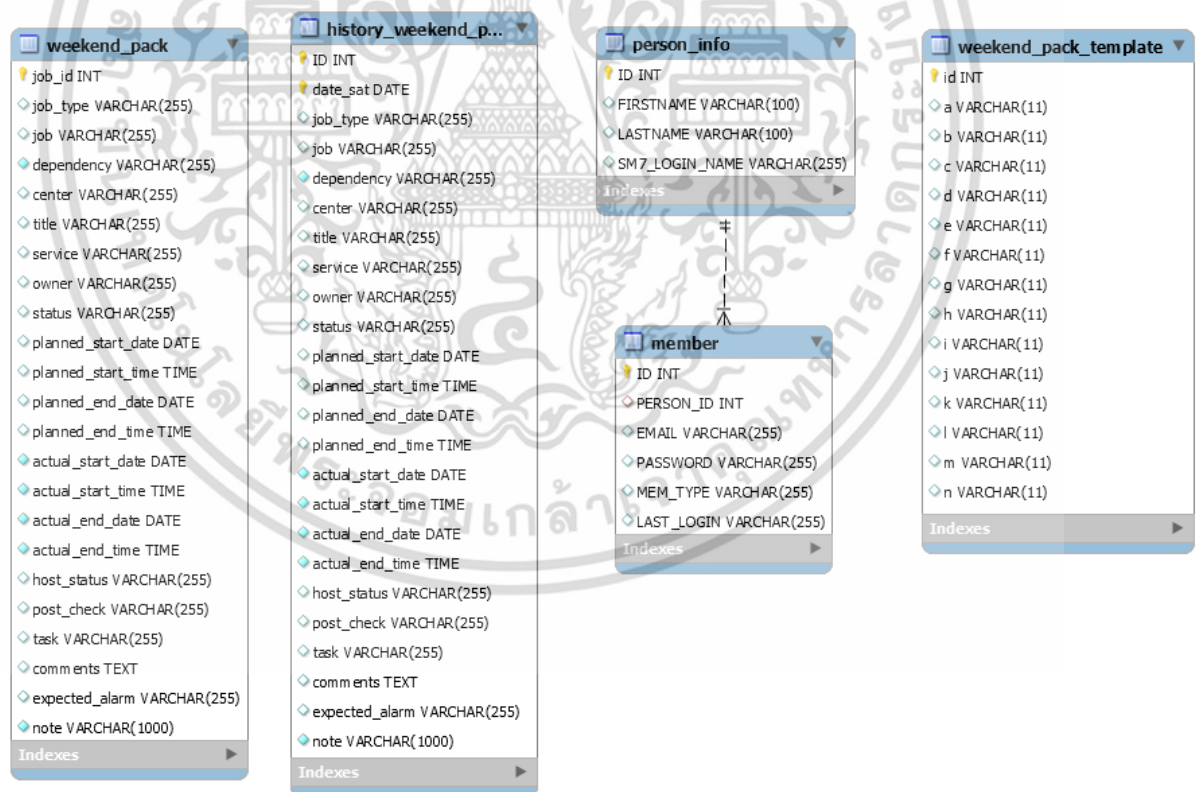 weekend_pack
job_id INT
job_type VARCHAR(255)
job VARCHAR(255)
dependency VARCHAR(255)
center VARCHAR(255)
title VARCHAR(255)
service VARCHAR(255)
owner VARCHAR(255)
status VARCHAR(255)
planned_start_date DATE
planned_start_time TIME
planned_end_date DATE
planned_end_time TIME
actual_start_date DATE
actual_start_time TIME
actual_end_date DATE
actual_end_time TIME
host_status VARCHAR(255)
post_check VARCHAR(255)
task VARCHAR(255)
comments TEXT
expected_alarm VARCHAR(255)
note VARCHAR(1000)
Indexes
history_weekend_p...
ID INT
date_sat DATE
job_type VARCHAR(255)
job VARCHAR(255)
dependency VARCHAR(255)
center VARCHAR(255)
title VARCHAR(255)
service VARCHAR(255)
owner VARCHAR(255)
status VARCHAR(255)
planned_start_date DATE
planned_start_time TIME
planned_end_date DATE
planned_end_time TIME
actual_start_date DATE
actual_start_time TIME
actual_end_date DATE
actual_end_time TIME
host_status VARCHAR(255)
post_check VARCHAR(255)
task VARCHAR(255)
comments TEXT
expected_alarm VARCHAR(255)
note VARCHAR(1000)
Indexes
person_info
ID INT
FIRSTNAME VARCHAR(100)
LASTNAME VARCHAR(100)
SM7_LOGIN_NAME VARCHAR(255)
Indexes
member
ID INT
PERSON_ID INT
EMAIL VARCHAR(255)
PASSWORD VARCHAR(255)
MEM_TYPE VARCHAR(255)
LAST_LOGIN VARCHAR(255)
Indexes
weekend_pack_template
id INT
a VARCHAR(11)
b VARCHAR(11)
c VARCHAR(11)
d VARCHAR(11)
e VARCHAR(11)
f VARCHAR(11)
g VARCHAR(11)
h VARCHAR(11)
i VARCHAR(11)
j VARCHAR(11)
k VARCHAR(11)
l VARCHAR(11)
m VARCHAR(11)
n VARCHAR(11)
Indexes